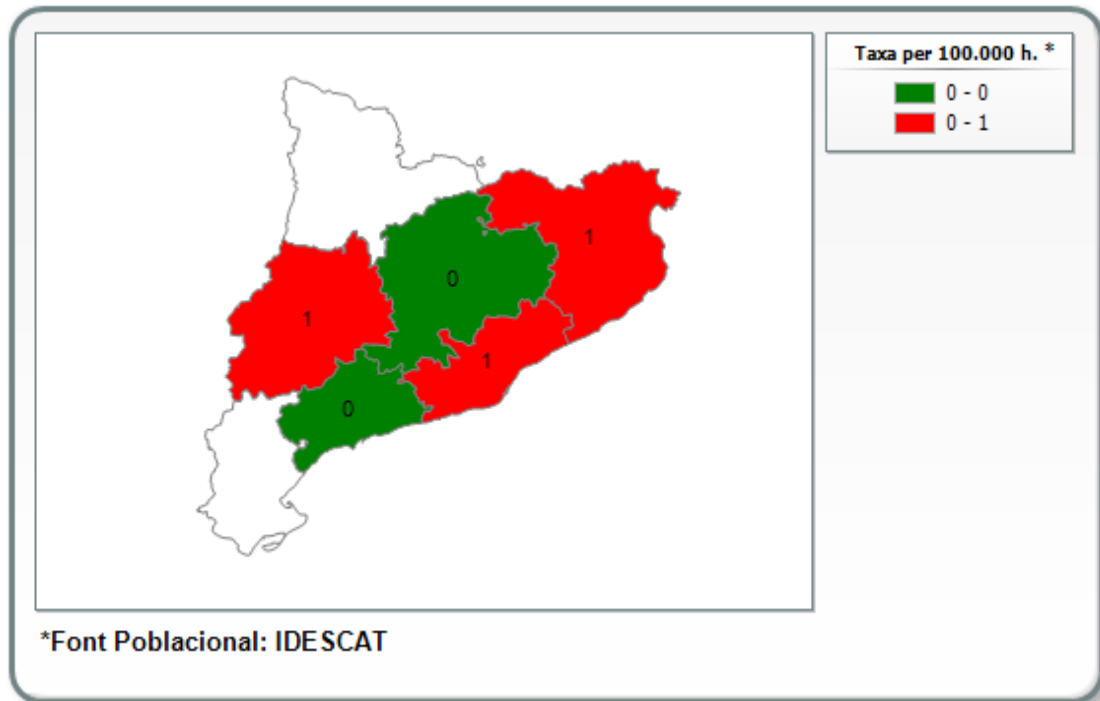 Taxa per 100.000 h. *
0 - 0
0 - 1
1
0
1
1
0
*Font Poblacional: IDESCAT